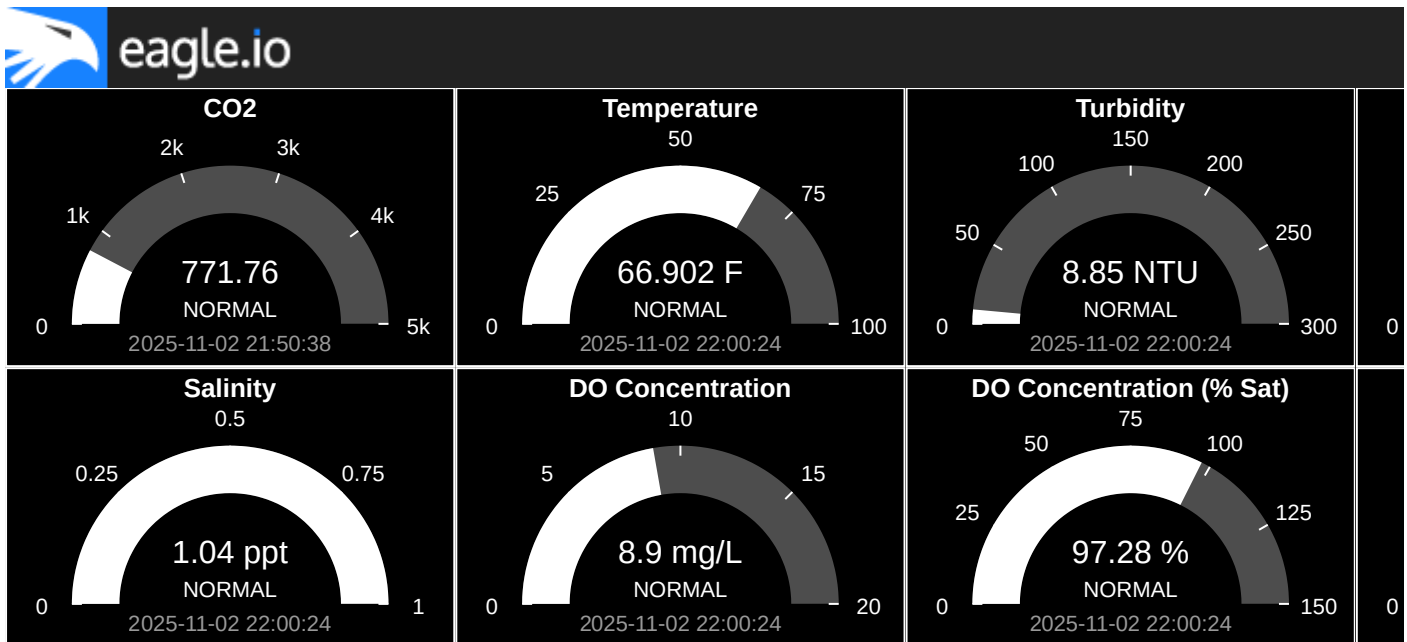 eagle.io
CO2
2k
3k
1k
4k
0
5k
771.76
NORMAL
2025-11-02 21:50:38
Temperature
50
25
75
0
100
66.902 F
NORMAL
2025-11-02 22:00:24
Turbidity
150
100
200
50
250
0
300
8.85 NTU
NORMAL
2025-11-02 22:00:24
0
Salinity
0.5
0.25
0.75
0
1
1.04 ppt
NORMAL
2025-11-02 22:00:24
DO Concentration
10
5
15
0
20
8.9 mg/L
NORMAL
2025-11-02 22:00:24
DO Concentration (% Sat)
75
50
100
25
125
0
150
97.28 %
NORMAL
2025-11-02 22:00:24
0